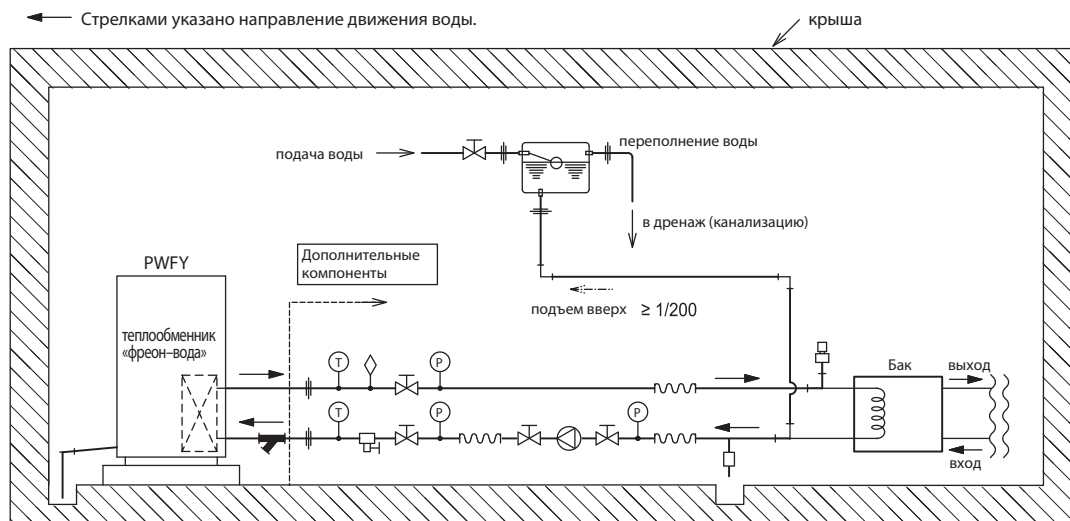 Стрелками указано направление движения воды.
крыша
подача воды
переполнение воды
в дренаж (канализацию)
Дополнительные
компоненты
PWFY
теплообменник
«фреон–вода»
подъем вверх ≥ 1/200
T
P
Бак
выход
T
P
P
вход